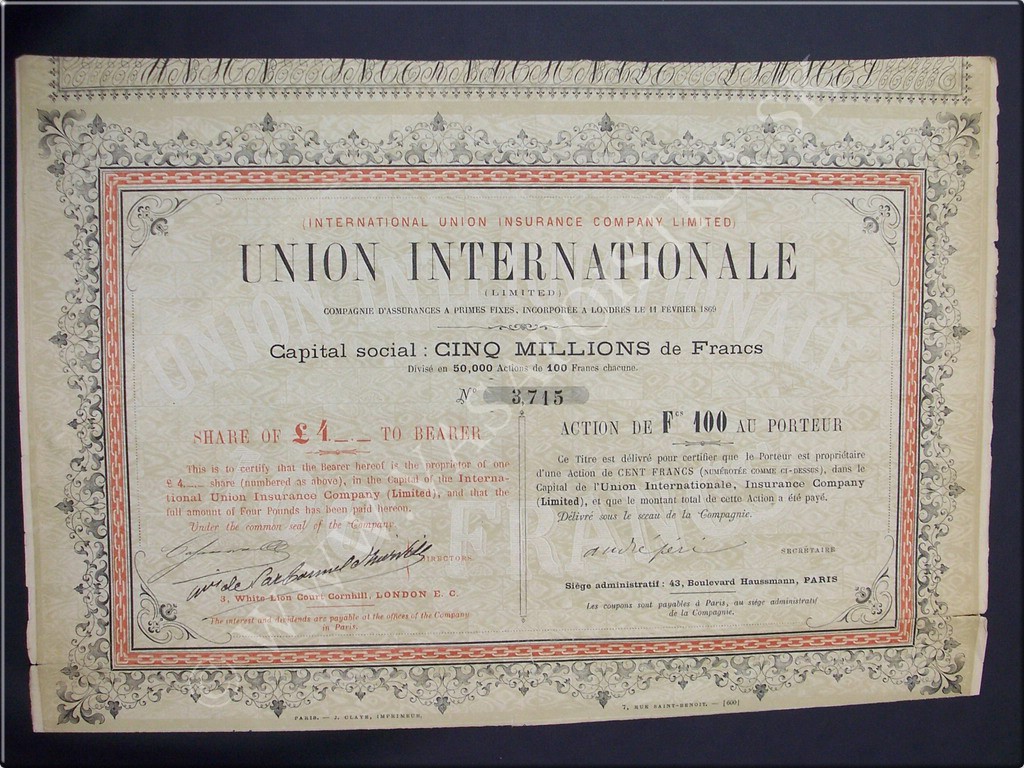 (INTERNATIONAL UNION INSURANCE COMPANY LIMITED)
UNION INTERNATIONALE
(LIMITED)
COMPAGNIE D'ASSURANCES A PRIMES FIXES, INCORPORÉE A LONDRES LE 11 FÉVRIER 1869
Capital social : CINQ MILLIONS de Francs
Divisé en 50,000 Actions de 100 Francs chacune.
N° 3,715
SHARE OF £ 4_._._ TO BEARER
This is to certify that the Bearer hereof is the proprietor of one
£ 4_._._ share (numbered as above), in the Capital of the Interna-
tional Union Insurance Company (Limited), and that the
full amount of Four Pounds has been paid hereon.
Under the common seal of the Company.
DIRECTORS
3, White Lion Court Cornhill, LONDON E. C.
The interest and dividends are payable at the offices of the Company
in Paris.
ACTION DE Fcs 100 AU PORTEUR
Ce Titre est délivré pour certifier que le Porteur est propriétaire
d'une Action de CENT FRANCS (NUMÉROTÉE COMME CI-DESSUS), dans le
Capital de l'Union Internationale, Insurance Company
(Limited), et que le montant total de cette Action a été payé.
Délivré sous le sceau de la Compagnie.
SECRÉTAIRE
Siége administratif : 43, Boulevard Haussmann, PARIS
Les coupons sont payables à Paris, au siége administratif
de la Compagnie.
PARIS. — J. CLAYE, IMPRIMEUR,
7, RUE SAINT-BENOIT. — [600]
UNION INTERNATIONALE